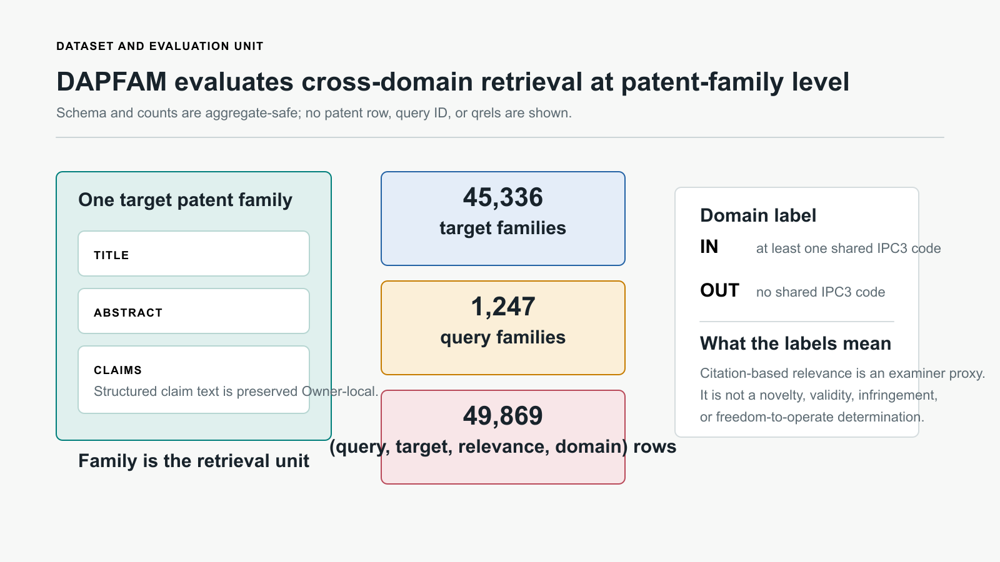 DATASET AND EVALUATION UNIT
DAPFAM evaluates cross-domain retrieval at patent-family level
Schema and counts are aggregate-safe; no patent row, query ID, or qrels are shown.
One target patent family
TITLE
ABSTRACT
CLAIMS
Structured claim text is preserved Owner-local.
Family is the retrieval unit
45,336
target families
1,247
query families
49,869
(query, target, relevance, domain) rows
Domain label
IN at least one shared IPC3 code
OUT no shared IPC3 code
What the labels mean
Citation-based relevance is an examiner proxy.
It is not a novelty, validity, infringement,
or freedom-to-operate determination.